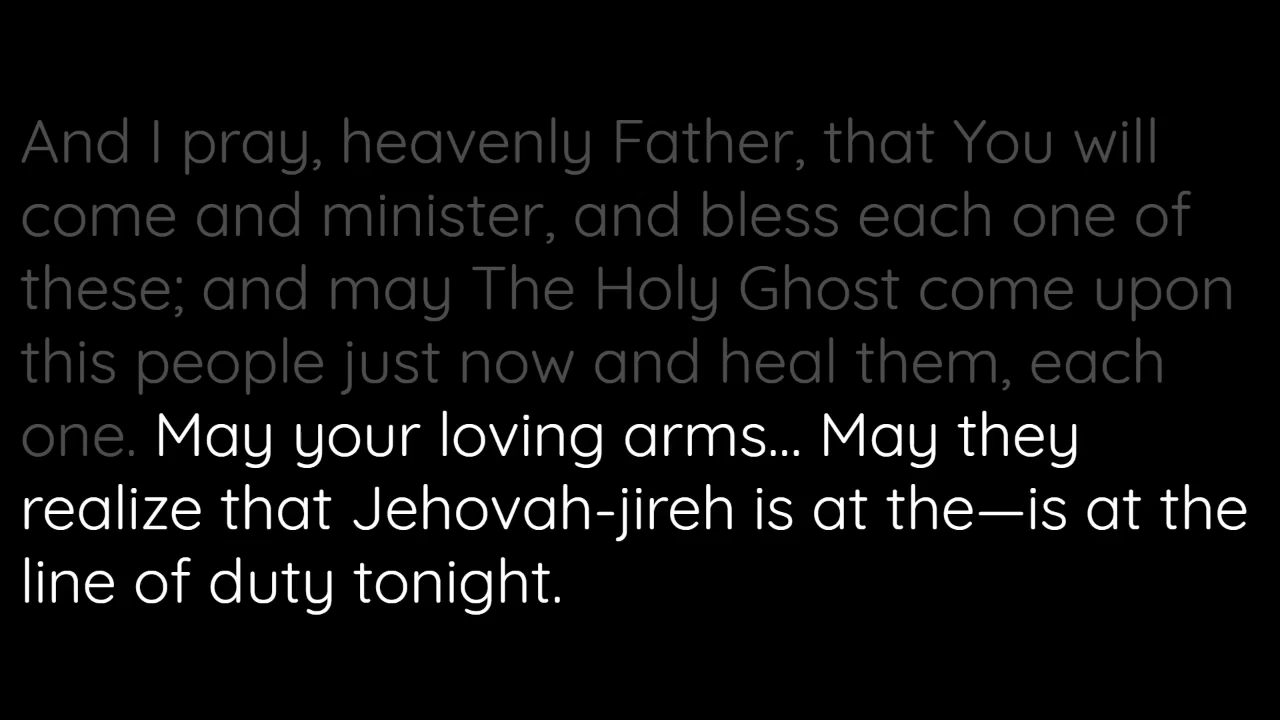 And I pray, heavenly Father, that You will
come and minister, and bless each one of
these; and may The Holy Ghost come upon
this people just now and heal them, each
one. May your loving arms... May they
realize that Jehovah-jireh is at the—is at the
line of duty tonight.